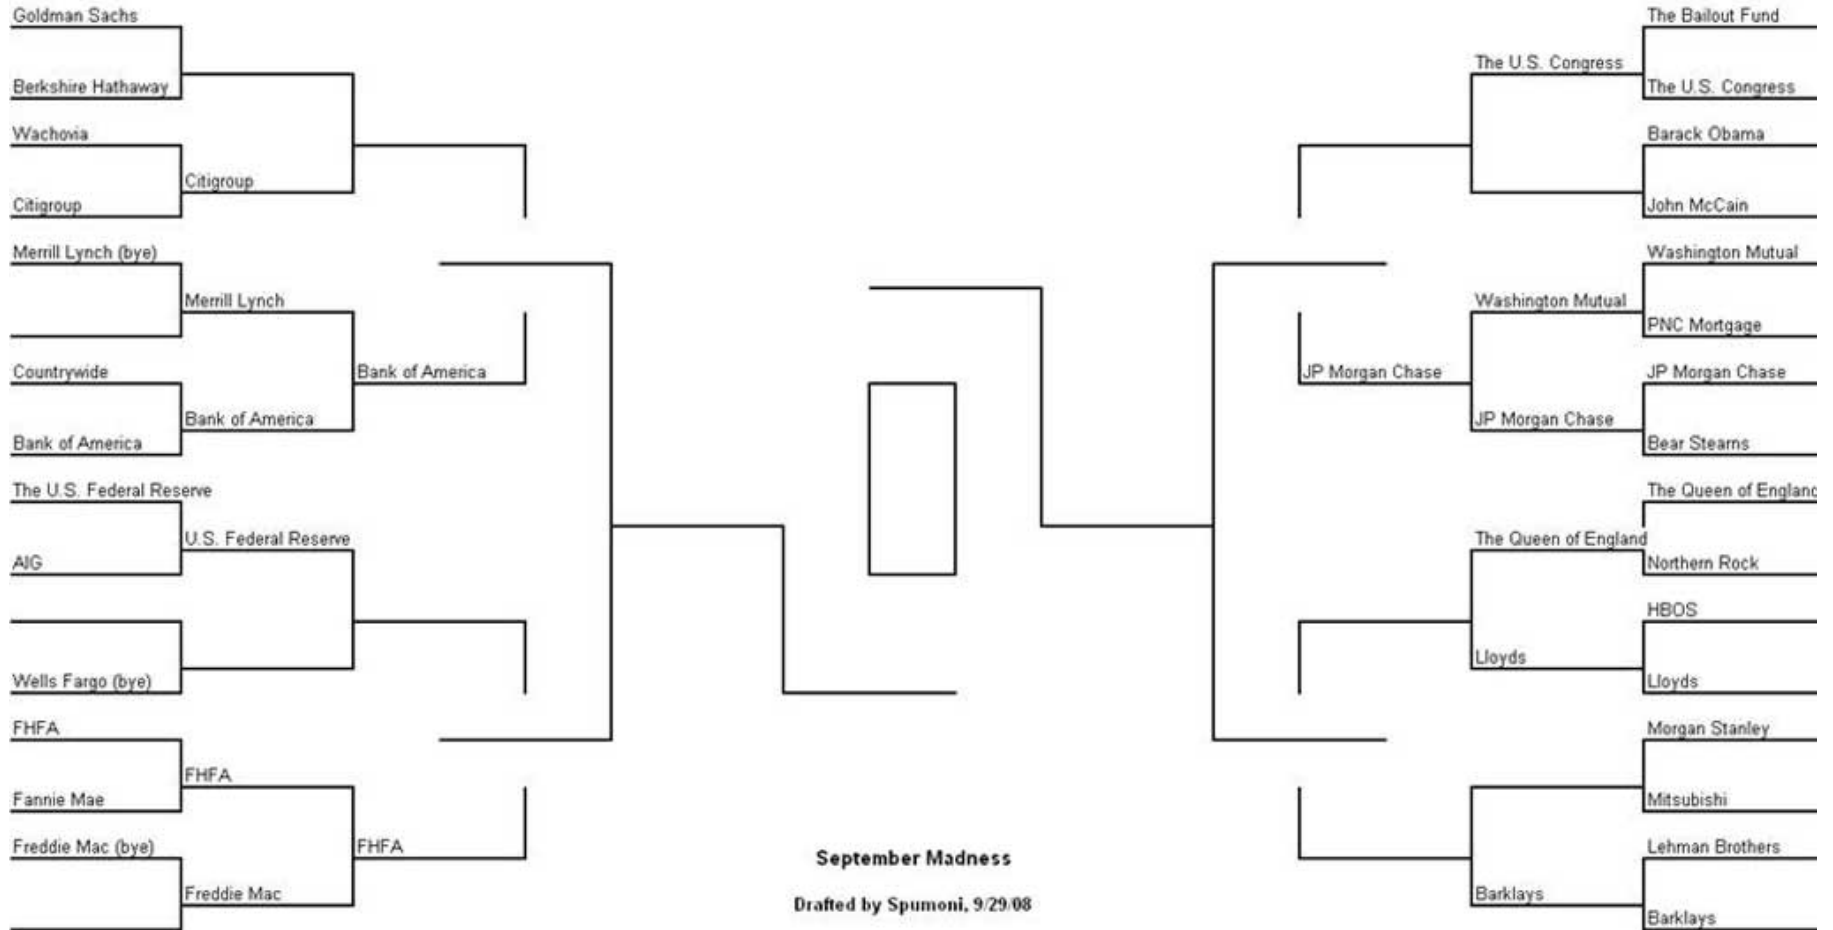 Goldman Sachs
Berkshire Hathaway
Wachovia
Citigroup
Citigroup
Merrill Lynch (bye)
Merrill Lynch
Countrywide
Bank of America
Bank of America
Bank of America
The U.S. Federal Reserve
U.S. Federal Reserve
AIG
Wells Fargo (bye)
FHFA
FHFA
Fannie Mae
Freddie Mac (bye)
FHFA
Freddie Mac
September Madness
Drafted by Spumoni, 9/29/08
The Bailout Fund
The U.S. Congress
The U.S. Congress
Barack Obama
John McCain
Washington Mutual
Washington Mutual
PNC Mortgage
JP Morgan Chase
JP Morgan Chase
JP Morgan Chase
Bear Stearns
The Queen of England
The Queen of England
Northern Rock
HBOS
Lloyds
Lloyds
Morgan Stanley
Mitsubishi
Lehman Brothers
Barklays
Barklays